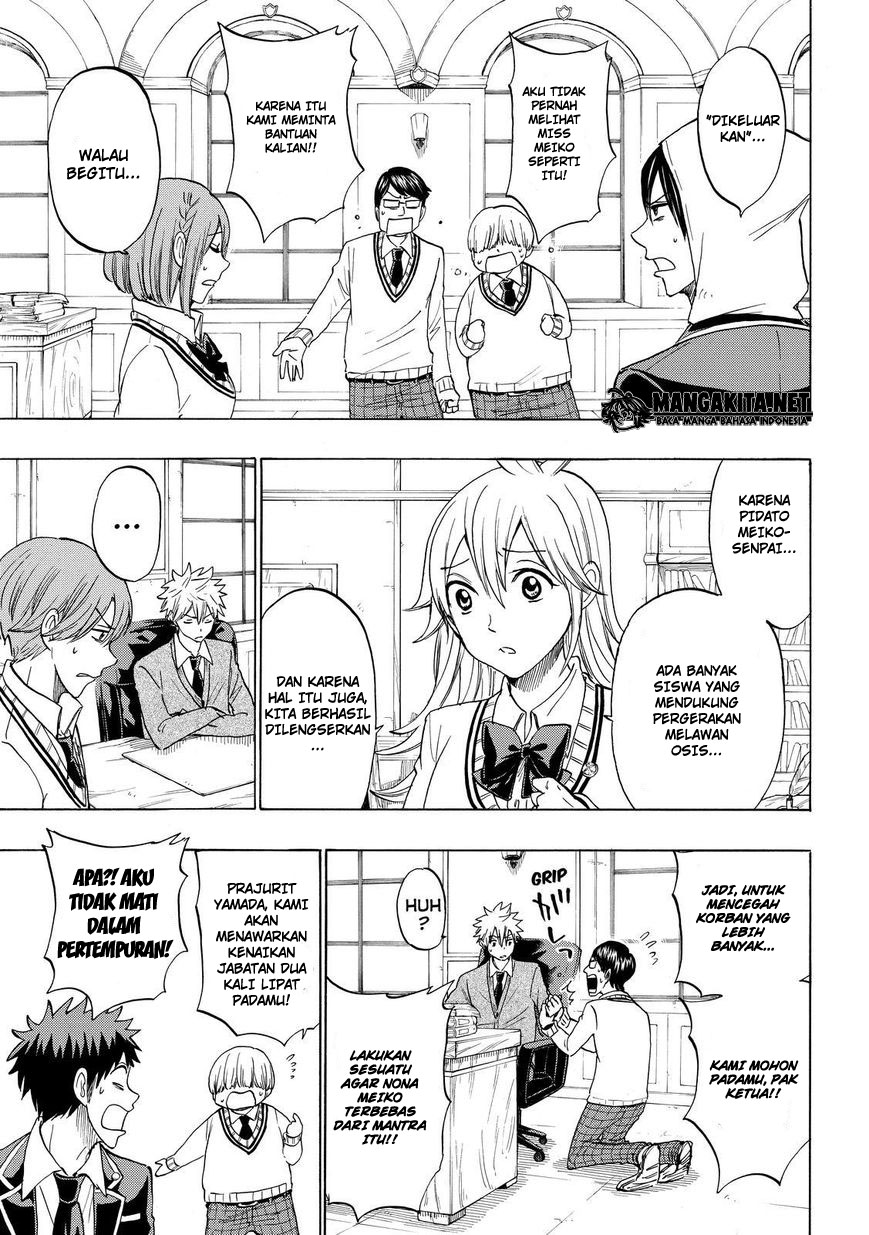 "DIKELUAR
KAN"...
AKU TIDAK
PERNAH
MELIHAT
MISS
MEIKO
SEPERTI
ITU!
KARENA ITU
KAMI MEMINTA
BANTUAN
KALIAN!!
WALAU
BEGITU...
MANGAKITA.NET
BACA MANGA BAHASA INDONESIA
KARENA
PIDATO
MEIKO-
SENPAI...
ADA BANYAK
SISWA YANG
MENDUKUNG
PERGERAKAN
MELAWAN
OSIS...
DAN KARENA
HAL ITU JUGA,
KITA BERHASIL
DILENGSERKAN
...
...
JADI, UNTUK
MENCEGAH
KORBAN YANG
LEBIH
BANYAK...
KAMI MOHON
PADAMU, PAK
KETUA!!
GRIP
HUH
?
LAKUKAN
SESUATU
AGAR NONA
MEIKO
TERBEBAS
DARI MANTRA
ITU!!
PRAJURIT
YAMADA, KAMI
AKAN
MENAWARKAN
KENAIKAN
JABATAN DUA
KALI LIPAT
PADAMU!
APA?! AKU
TIDAK MATI
DALAM
PERTEMPURAN!